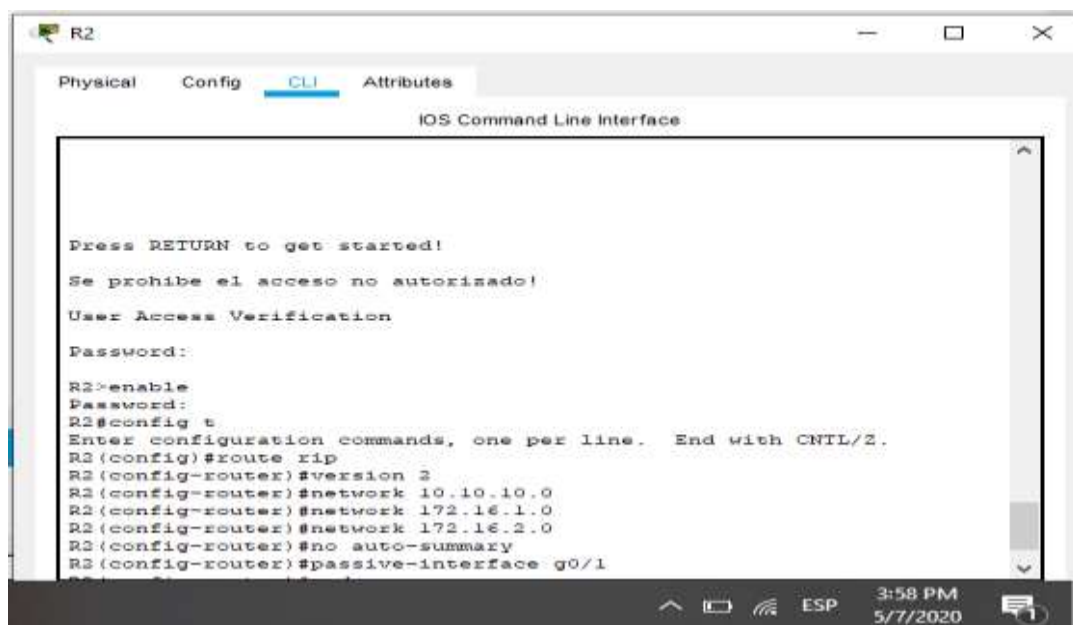 R2
Physical Config CLI Attributes
IOS Command Line Interface
Press RETURN to get started!
Se prohibe el acceso no autorizado!
User Access Verification
Password:
R2>enable
Password:
R2#config t
Enter configuration commands, one per line. End with CNTL/Z.
R2(config)#route rip
R2(config-router)#version 2
R2(config-router)#network 10.10.10.0
R2(config-router)#network 172.16.1.0
R2(config-router)#network 172.16.2.0
R2(config-router)#no auto-summary
R2(config-router)#passive-interface g0/1
ESP
3:58 PM
5/7/2020
1